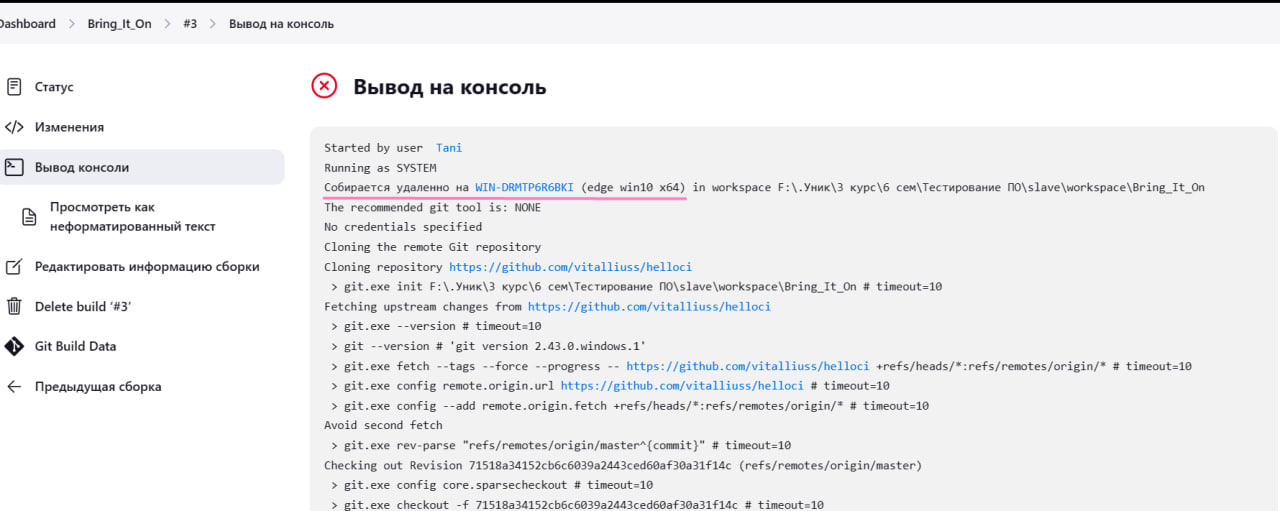 Dashboard > Bring_It_On > #3 > Вывод на консоль
Статус
Изменения
Вывод консоли
Просмотреть как
неформатированный текст
Редактировать информацию сборки
Delete build '#3'
Git Build Data
Предыдущая сборка
Вывод на консоль
Started by user Tani
Running as SYSTEM
Собирается удаленно на WIN-DRMTP6R6BKI (edge win10 x64) in workspace F:\.Уник\3 курс\6 сем\Тестирование ПО\slave\workspace\Bring_It_On
The recommended git tool is: NONE
No credentials specified
Cloning the remote Git repository
Cloning repository https://github.com/vitalliuss/helloci
> git.exe init F:\.Уник\3 курс\6 сем\Тестирование ПО\slave\workspace\Bring_It_On # timeout=10
Fetching upstream changes from https://github.com/vitalliuss/helloci
> git.exe --version # timeout=10
> git --version # 'git version 2.43.0.windows.1'
> git.exe fetch --tags --force --progress -- https://github.com/vitalliuss/helloci +refs/heads/*:refs/remotes/origin/* # timeout=10
> git.exe config remote.origin.url https://github.com/vitalliuss/helloci # timeout=10
> git.exe config --add remote.origin.fetch +refs/heads/*:refs/remotes/origin/* # timeout=10
Avoid second fetch
> git.exe rev-parse "refs/remotes/origin/master^{commit}" # timeout=10
Checking out Revision 71518a34152cb6c6039a2443ced60af30a31f14c (refs/remotes/origin/master)
> git.exe config core.sparsecheckout # timeout=10
> git.exe checkout -f 71518a34152cb6c6039a2443ced60af30a31f14c # timeout=10